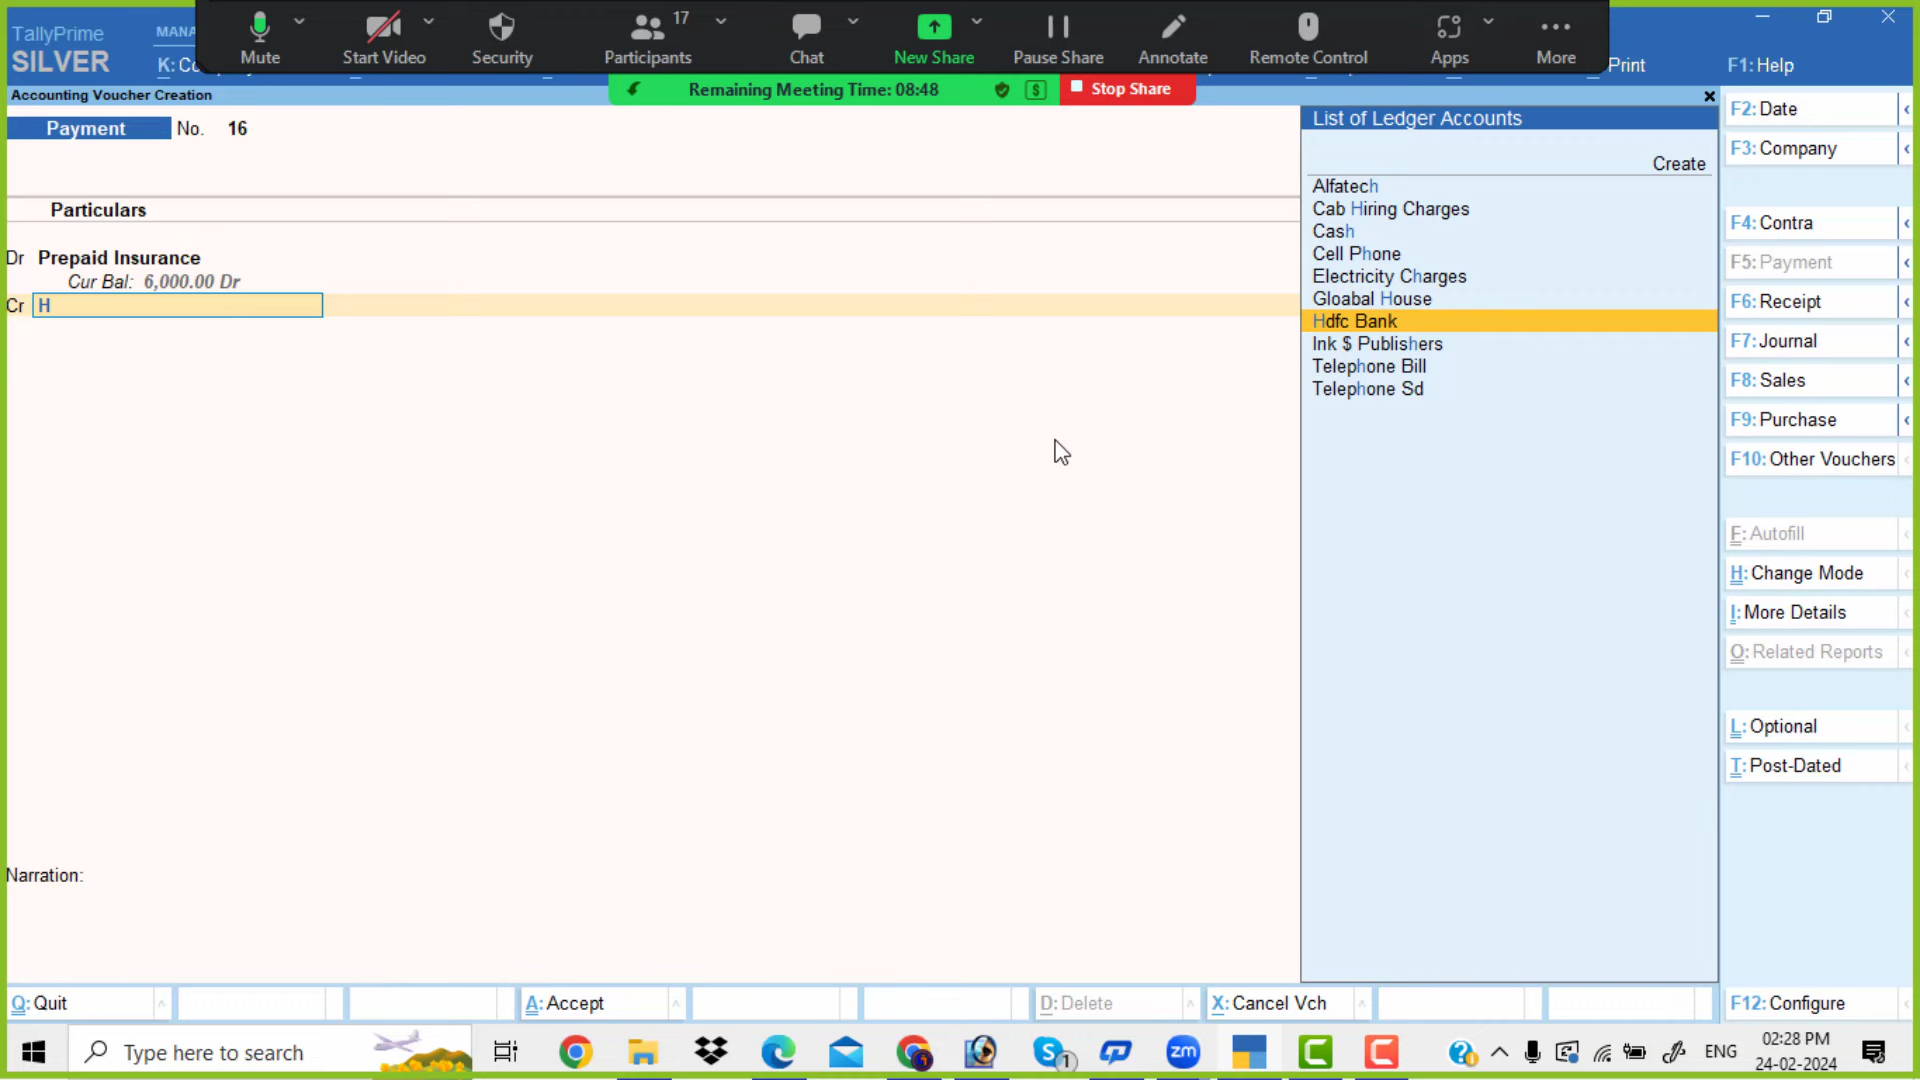 TallyPrime
SILVER
MANA
K: Co
Mute
Start Video
Security
Participants
17
Chat
New Share
Pause Share
Annotate
Remote Control
Apps
More
Print
F1: Help
Remaining Meeting Time: 08:48
Stop Share
Accounting Voucher Creation
Payment No. 16
Particulars
Dr Prepaid Insurance
Cur Bal: 6,000.00 Dr
Cr H
Narration:
List of Ledger Accounts
Create
Alfatech
Cab Hiring Charges
Cash
Cell Phone
Electricity Charges
Gloabal House
Hdfc Bank
Ink $ Publishers
Telephone Bill
Telephone Sd
F2: Date
F3: Company
F4: Contra
F5: Payment
F6: Receipt
F7: Journal
F8: Sales
F9: Purchase
F10: Other Vouchers
F: Autofill
H: Change Mode
I: More Details
O: Related Reports
L: Optional
T: Post-Dated
Q: Quit
A: Accept
D: Delete
X: Cancel Vch
F12: Configure
Type here to search
zm
1
ENG
02:28 PM
24-02-2024